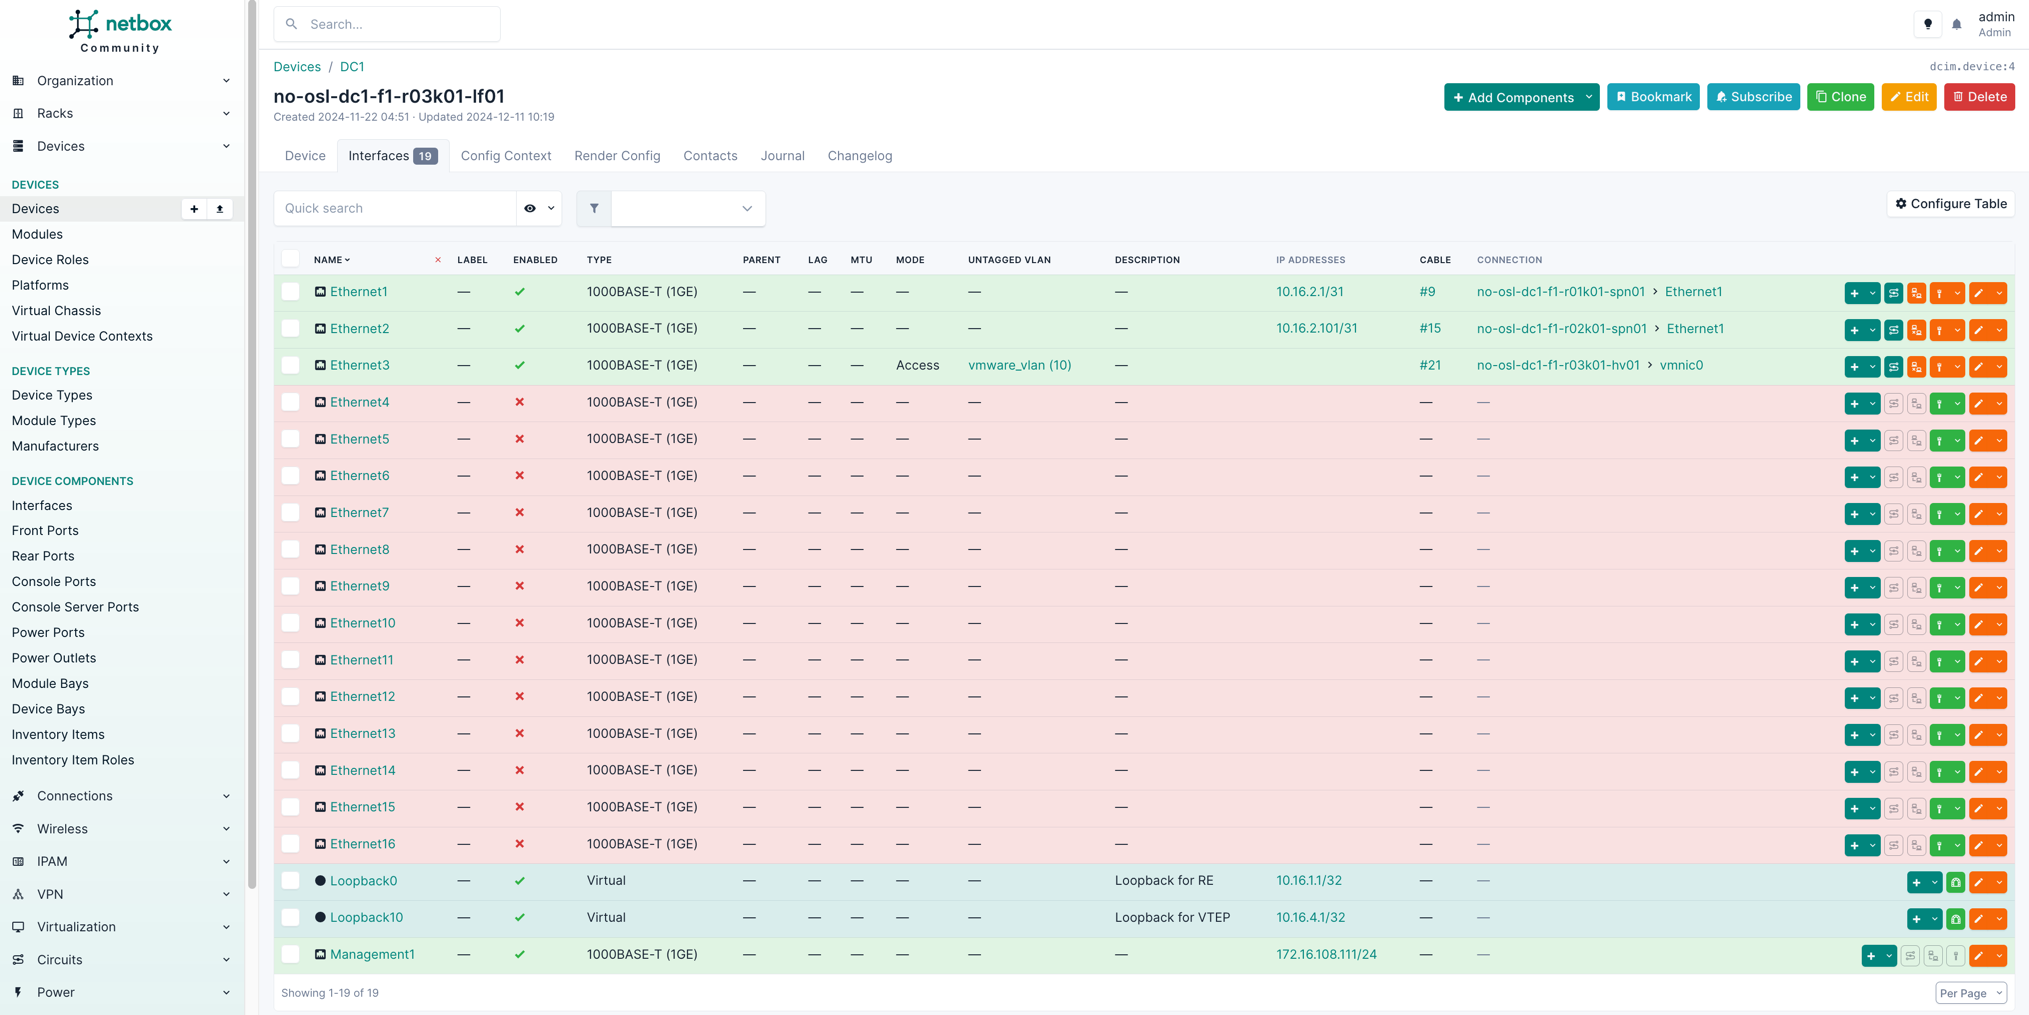 netbox
Community
Search...
admin
Admin
Organization
Racks
Devices
DEVICES
Devices
Modules
Device Roles
Platforms
Virtual Chassis
Virtual Device Contexts
DEVICE TYPES
Device Types
Module Types
Manufacturers
DEVICE COMPONENTS
Interfaces
Front Ports
Rear Ports
Console Ports
Console Server Ports
Power Ports
Power Outlets
Module Bays
Device Bays
Inventory Items
Inventory Item Roles
Connections
Wireless
IPAM
VPN
Virtualization
Circuits
Power
Devices / DC1
dcim.device:4
no-osl-dc1-f1-r03k01-lf01
Created 2024-11-22 04:51 · Updated 2024-12-11 10:19
+ Add Components Bookmark Subscribe Clone Edit Delete
Device Interfaces 19 Config Context Render Config Contacts Journal Changelog
Quick search
Configure Table
NAME LABEL ENABLED TYPE PARENT LAG MTU MODE UNTAGGED VLAN DESCRIPTION IP ADDRESSES CABLE CONNECTION
Ethernet1 — 1000BASE-T (1GE) — — — — — — 10.16.2.1/31 #9 no-osl-dc1-f1-r01k01-spn01 > Ethernet1
Ethernet2 — 1000BASE-T (1GE) — — — — — — 10.16.2.101/31 #15 no-osl-dc1-f1-r02k01-spn01 > Ethernet1
Ethernet3 — 1000BASE-T (1GE) — — — Access vmware_vlan (10) — #21 no-osl-dc1-f1-r03k01-hv01 > vmnic0
Ethernet4 — 1000BASE-T (1GE) — — — — — — — —
Ethernet5 — 1000BASE-T (1GE) — — — — — — — —
Ethernet6 — 1000BASE-T (1GE) — — — — — — — —
Ethernet7 — 1000BASE-T (1GE) — — — — — — — —
Ethernet8 — 1000BASE-T (1GE) — — — — — — — —
Ethernet9 — 1000BASE-T (1GE) — — — — — — — —
Ethernet10 — 1000BASE-T (1GE) — — — — — — — —
Ethernet11 — 1000BASE-T (1GE) — — — — — — — —
Ethernet12 — 1000BASE-T (1GE) — — — — — — — —
Ethernet13 — 1000BASE-T (1GE) — — — — — — — —
Ethernet14 — 1000BASE-T (1GE) — — — — — — — —
Ethernet15 — 1000BASE-T (1GE) — — — — — — — —
Ethernet16 — 1000BASE-T (1GE) — — — — — — — —
Loopback0 — Virtual — — — — — Loopback for RE 10.16.1.1/32 — —
Loopback10 — Virtual — — — — — Loopback for VTEP 10.16.4.1/32 — —
Management1 — 1000BASE-T (1GE) — — — — — — 172.16.108.111/24 — —
Showing 1-19 of 19
Per Page